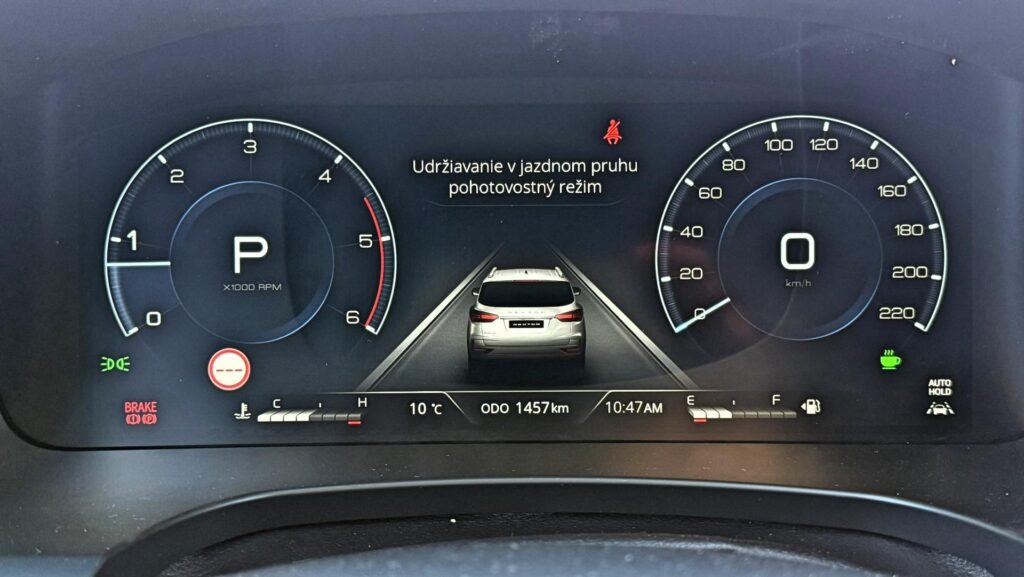 Udržiavanie v jazdnom pruhu
pohotovostný režim
0
1
2
3
4
5
6
P
X1000 RPM
0
20
40
60
80
100
120
140
160
180
200
220
0
km/h
BRAKE
P
C
H
10 °C
ODO 1457km
10:47AM
E
F
AUTO
HOLD